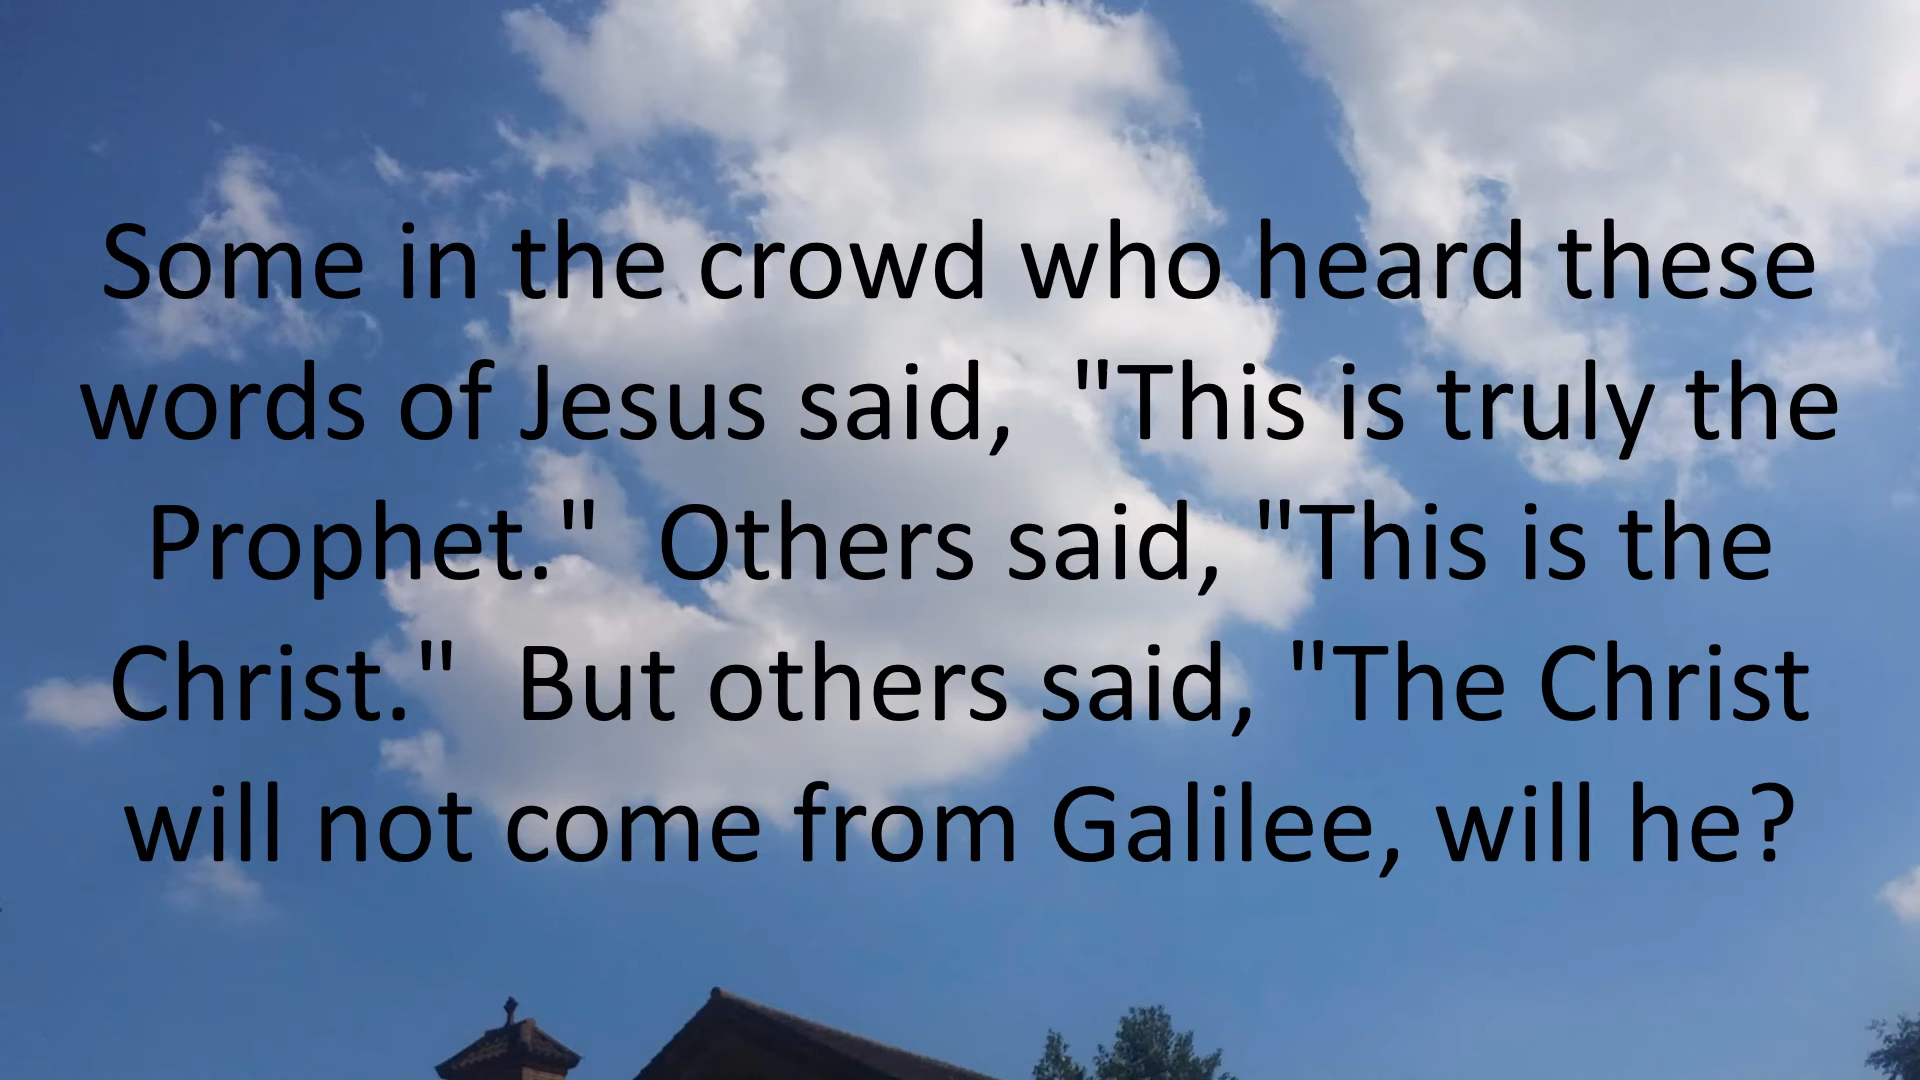 Some in the crowd who heard these
words of Jesus said,  "This is truly the
Prophet."  Others said, "This is the
Christ."  But others said, "The Christ
will not come from Galilee, will he?